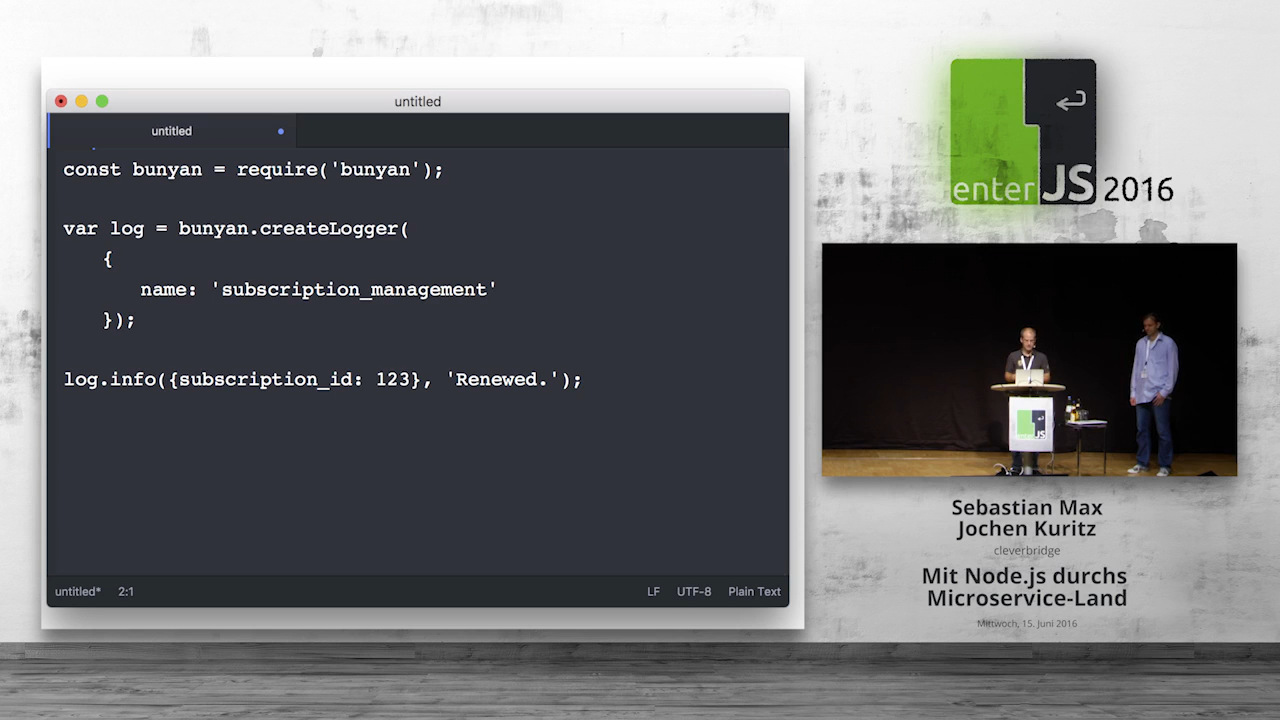 untitled
untitled
const bunyan = require('bunyan');
var log = bunyan.createLogger(
{
name: 'subscription_management'
});
log.info({subscription_id: 123}, 'Renewed.');
untitled* 2:1 LF UTF-8 Plain Text
enterJS 2016
enterJS
Sebastian Max
Jochen Kuritz
cleverbridge
Mit Node.js durchs
Microservice-Land
Mittwoch, 15. Juni 2016